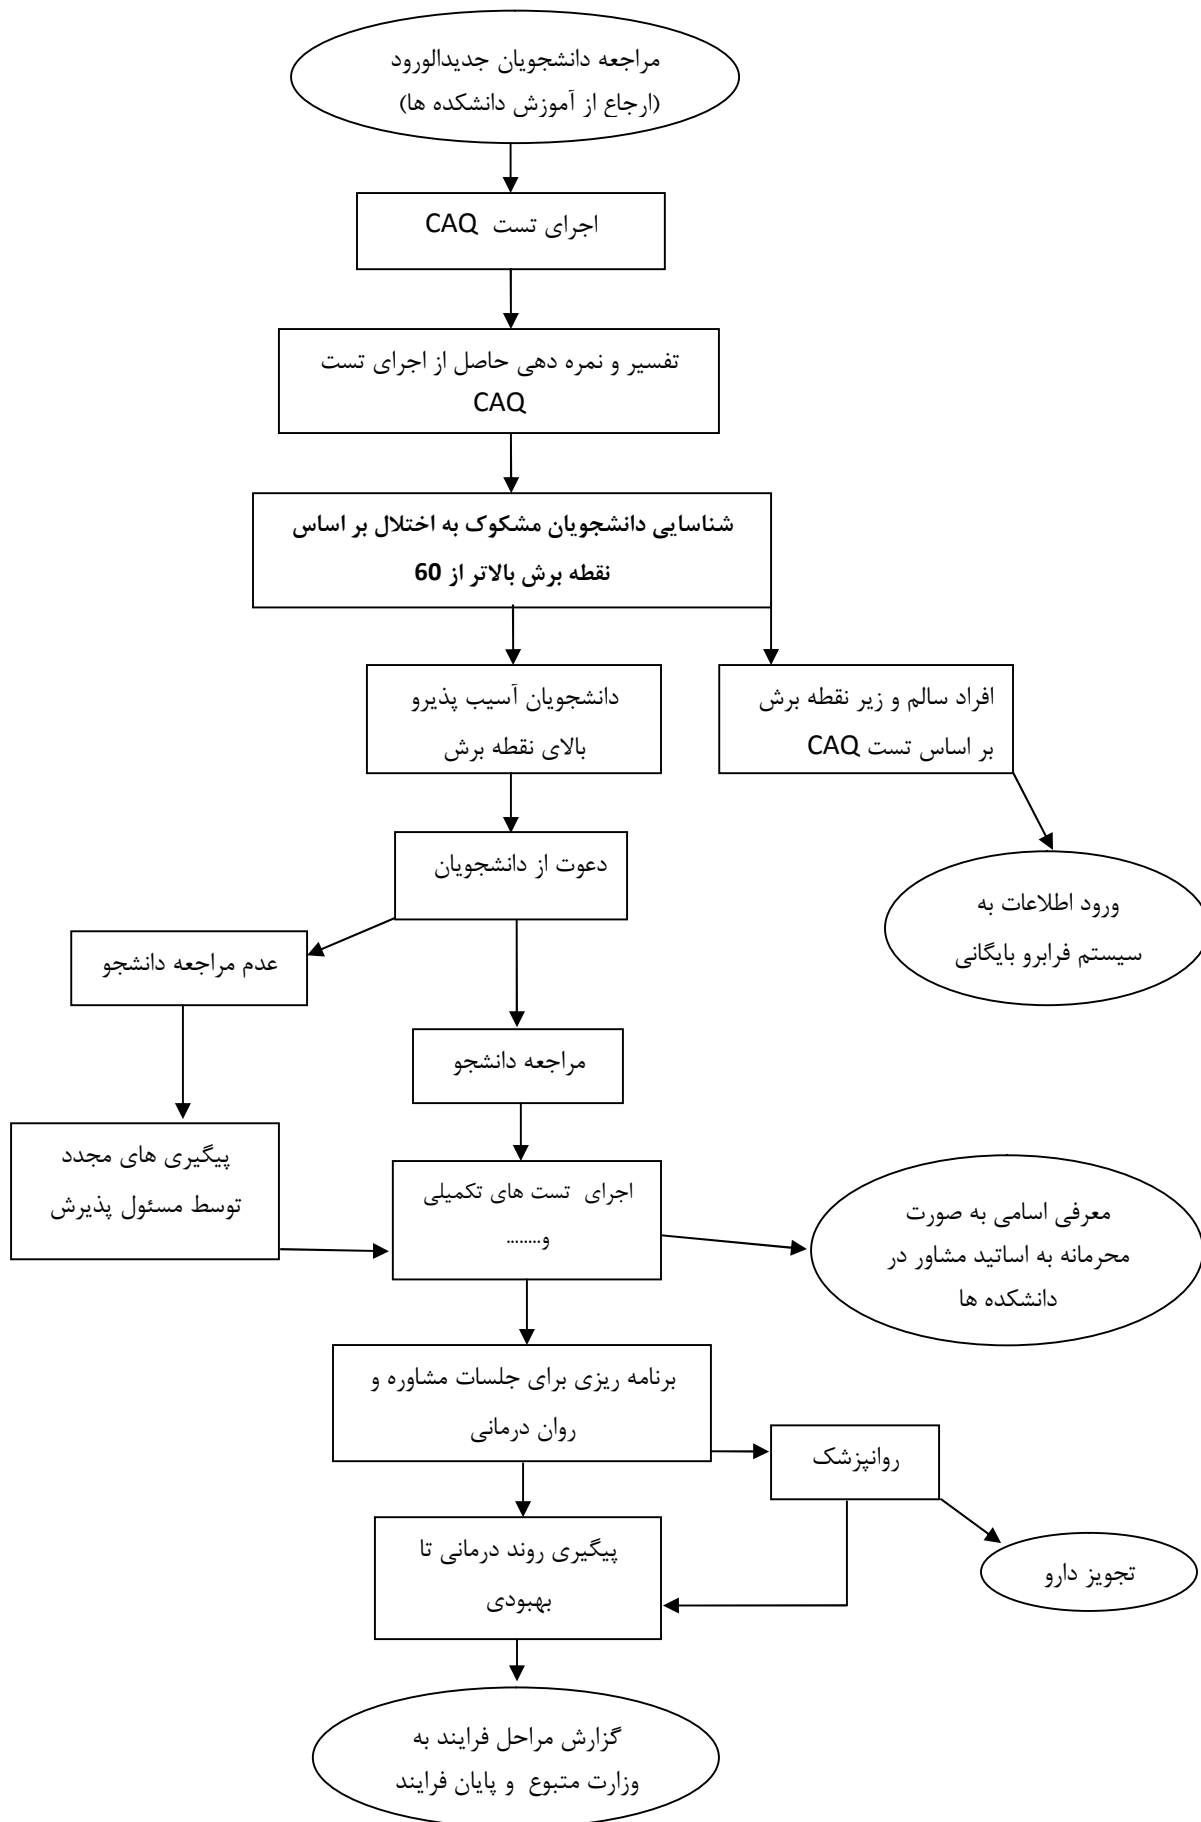 مراجعه دانشجویان جدیدالورود
(ارجاع از آموزش دانشکده ها)
اجرای تست CAQ
تفسیر و نمره دهی حاصل از اجرای تست
CAQ
شناسایی دانشجویان مشکوک به اختلال بر اساس
نقطه برش بالاتر از 60
افراد سالم و زیر نقطه برش
بر اساس تست CAQ
دانشجویان آسیب پذیرو
بالای نقطه برش
دعوت از دانشجویان
ورود اطلاعات به
سیستم فرابرو بایگانی
عدم مراجعه دانشجو
مراجعه دانشجو
پیگیری های مجدد
توسط مسئول پذیرش
اجرای تست های تکمیلی
و........
معرفی اسامی به صورت
محرمانه به اساتید مشاور در
دانشکده ها
برنامه ریزی برای جلسات مشاوره و
روان درمانی
روانپزشک
پیگیری روند درمانی تا
بهبودی
تجویز دارو
گزارش مراحل فرایند به
وزارت متبوع و پایان فرایند